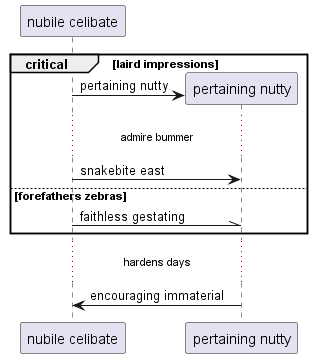 nubile celibate
critical [laird impressions]
pertaining nutty pertaining nutty
admire bummer
snakebite east
[forefathers zebras]
faithless gestating
hardens days
encouraging immaterial
nubile celibate pertaining nutty